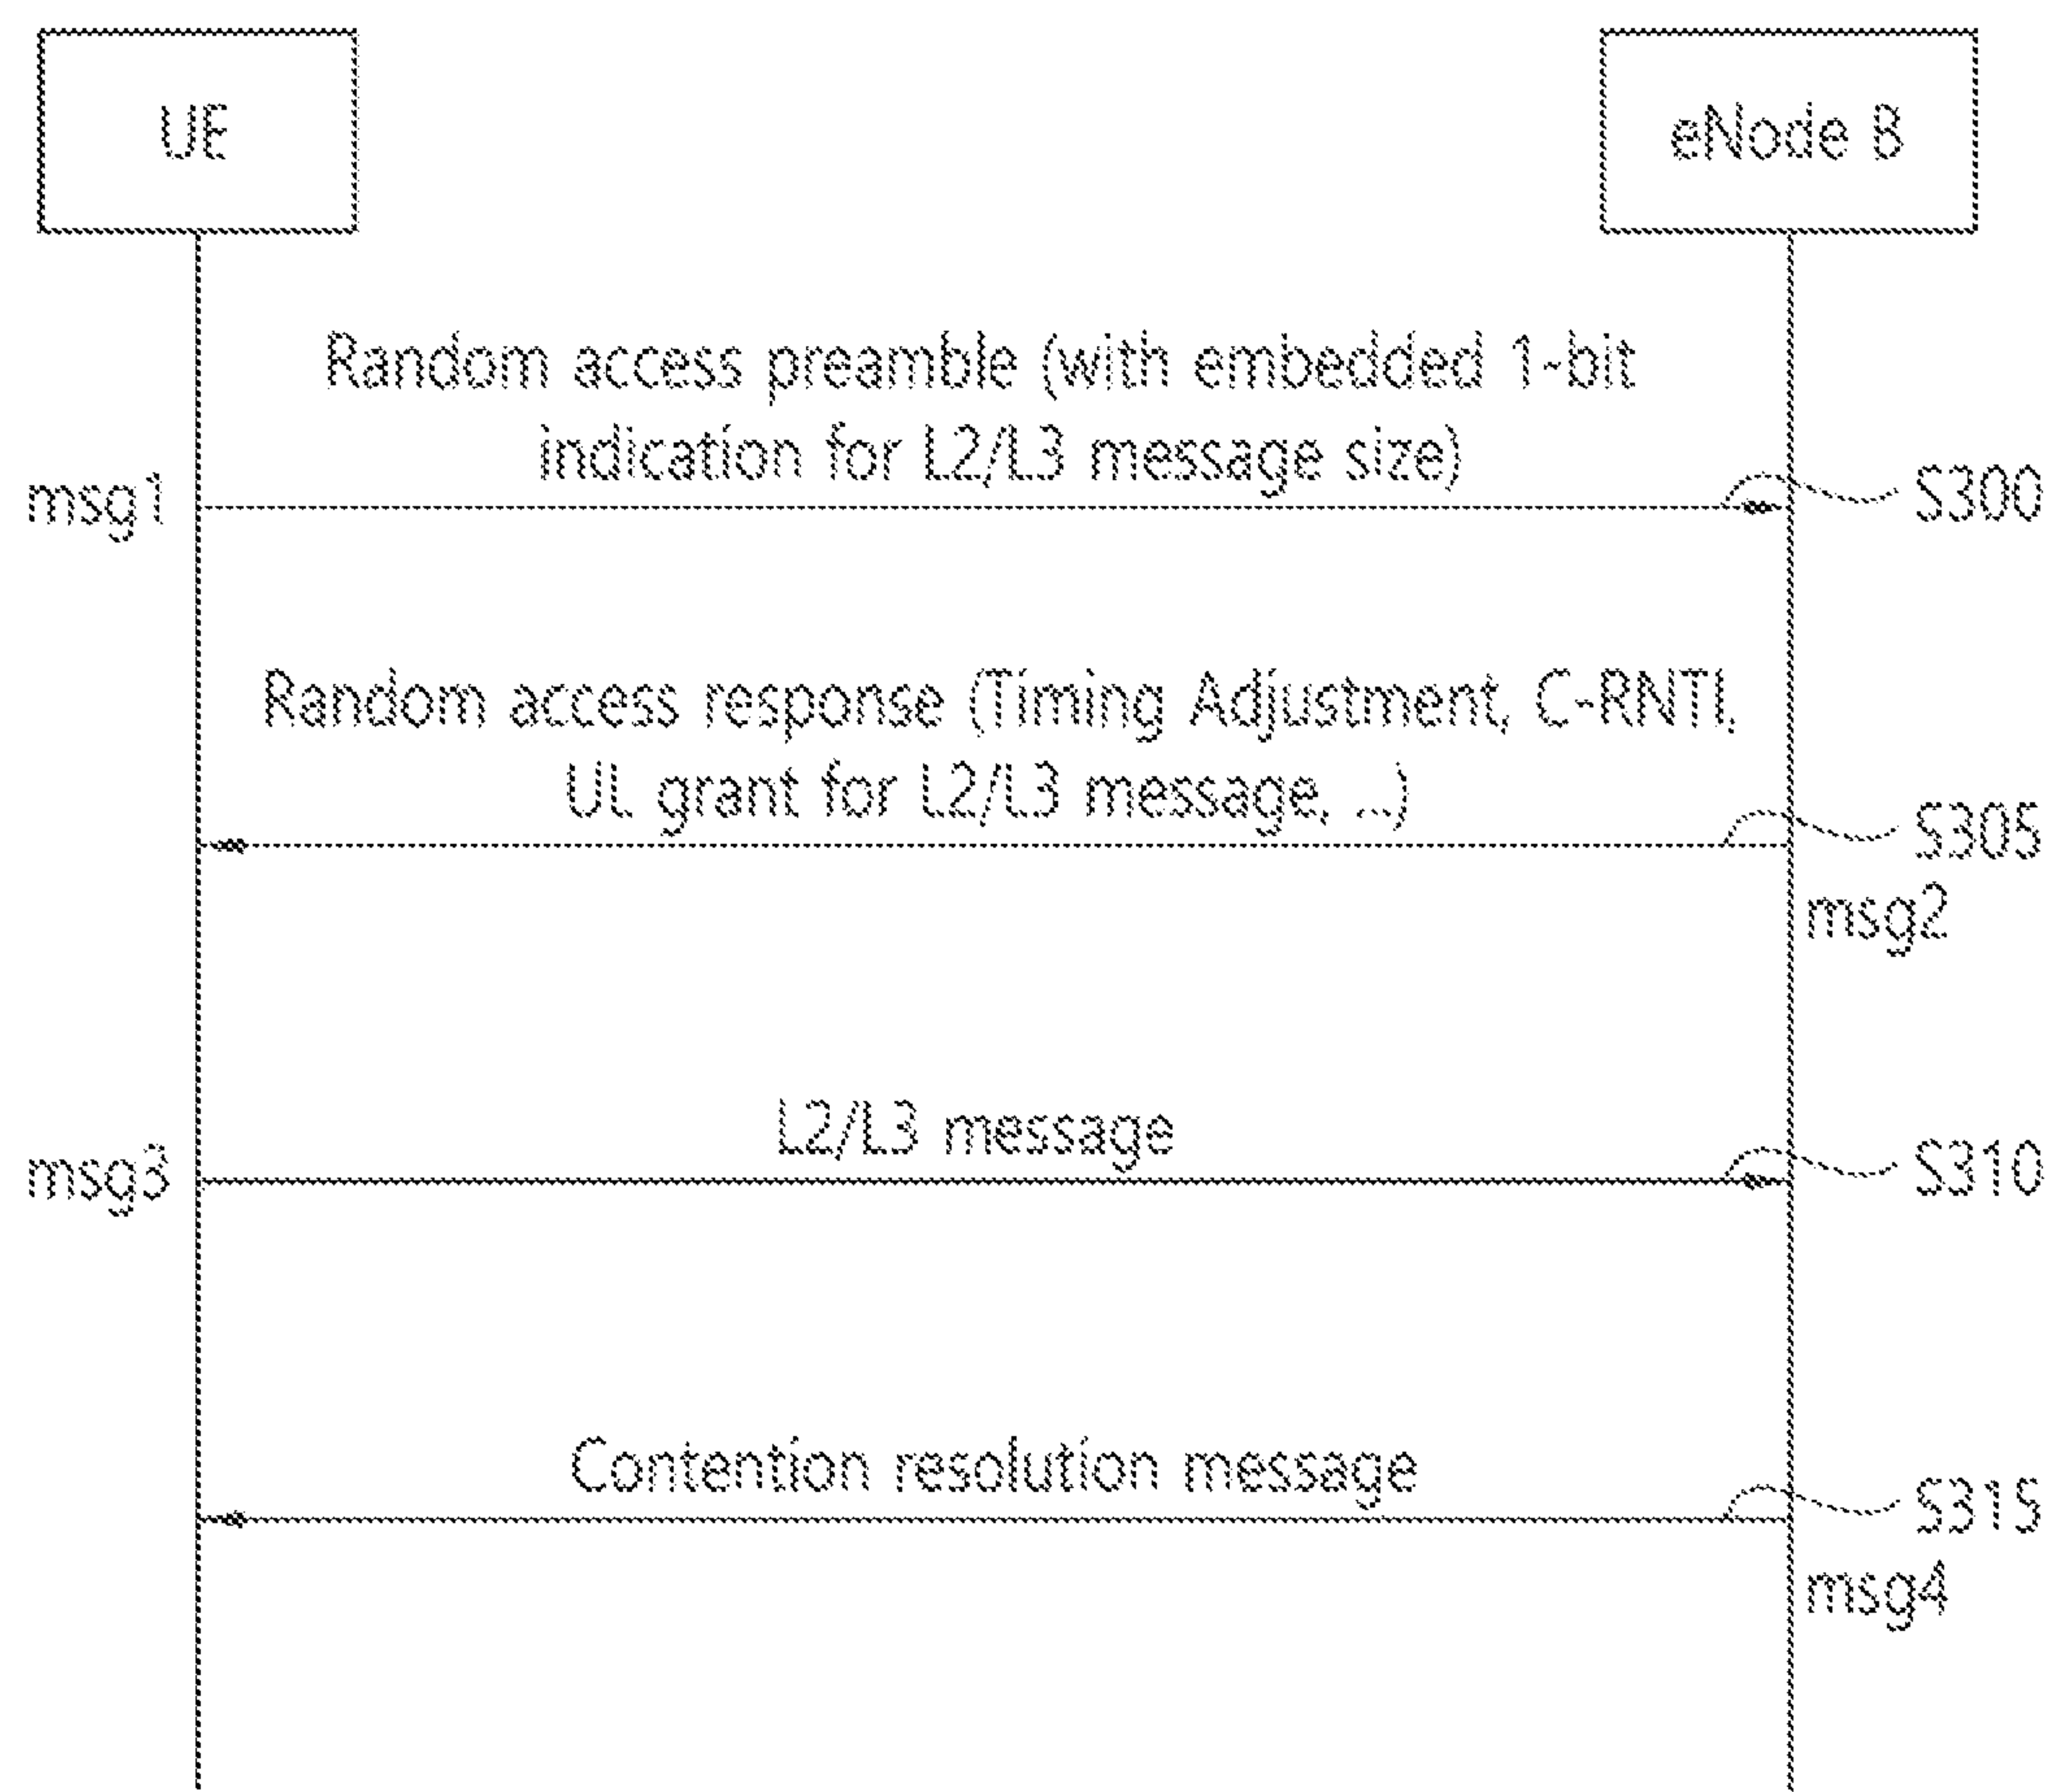 UE
eNode B
Random access preamble (with embedded 1-bit
indication for L2/L3 message size)
msg1
S300
Random access response (Timing Adjustment, C-RNTI,
UL grant for L2/L3 message, ...)
S305
msg2
L2/L3 message
msg3
S310
Contention resolution message
S315
msg4